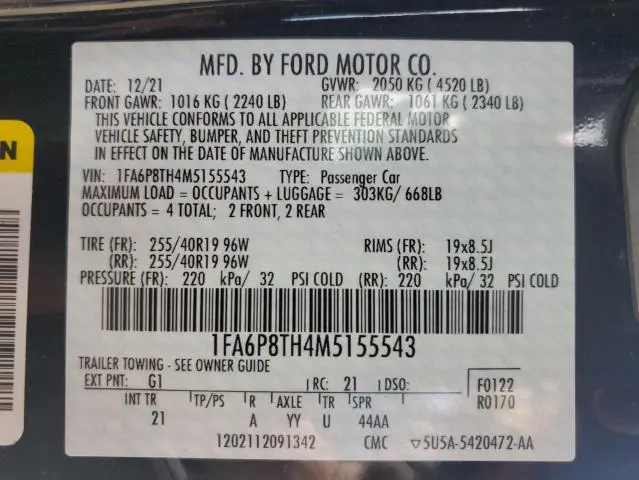 MFD. BY FORD MOTOR CO.
DATE: 12/21 GVWR: 2050 KG ( 4520 LB)
FRONT GAWR: 1016 KG ( 2240 LB) REAR GAWR: 1061 KG ( 2340 LB)
THIS VEHICLE CONFORMS TO ALL APPLICABLE FEDERAL MOTOR
VEHICLE SAFETY, BUMPER, AND THEFT PREVENTION STANDARDS
IN EFFECT ON THE DATE OF MANUFACTURE SHOWN ABOVE.
VIN: 1FA6P8TH4M5155543 TYPE: Passenger Car
MAXIMUM LOAD = OCCUPANTS + LUGGAGE = 303KG/ 668LB
OCCUPANTS = 4 TOTAL; 2 FRONT, 2 REAR
TIRE (FR): 255/40R19 96W RIMS (FR): 19x8.5J
(RR): 255/40R19 96W (RR): 19x8.5J
PRESSURE (FR): 220 kPa/ 32 PSI COLD (RR): 220 kPa/ 32 PSI COLD
1FA6P8TH4M5155543
TRAILER TOWING - SEE OWNER GUIDE
EXT PNT: G1 RC: 21 DSO: F0122
R0170
INT TR TP/PS R AXLE TR SPR
21 A YY U 44AA
1202112091342 CMC ▽5U5A-5420472-AA
N